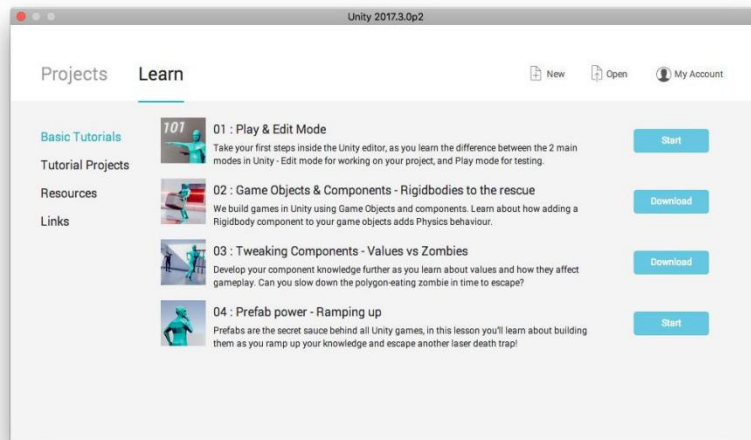 Unity 2017.3.0p2
Projects
Learn
New
Open
My Account
Basic Tutorials
Tutorial Projects
Resources
Links
101
01 : Play & Edit Mode
Take your first steps inside the Unity editor, as you learn the difference between the 2 main
modes in Unity - Edit mode for working on your project, and Play mode for testing.
Start
02 : Game Objects & Components - Rigidbodies to the rescue
We build games in Unity using Game Objects and components. Learn about how adding a
Rigidbody component to your game objects adds Physics behaviour.
Download
03 : Tweaking Components - Values vs Zombies
Develop your component knowledge further as you learn about values and how they affect
gameplay. Can you slow down the polygon-eating zombie in time to escape?
Download
04 : Prefab power - Ramping up
Prefabs are the secret sauce behind all Unity games, in this lesson you'll learn about building
them as you ramp up your knowledge and escape another laser death trap!
Start